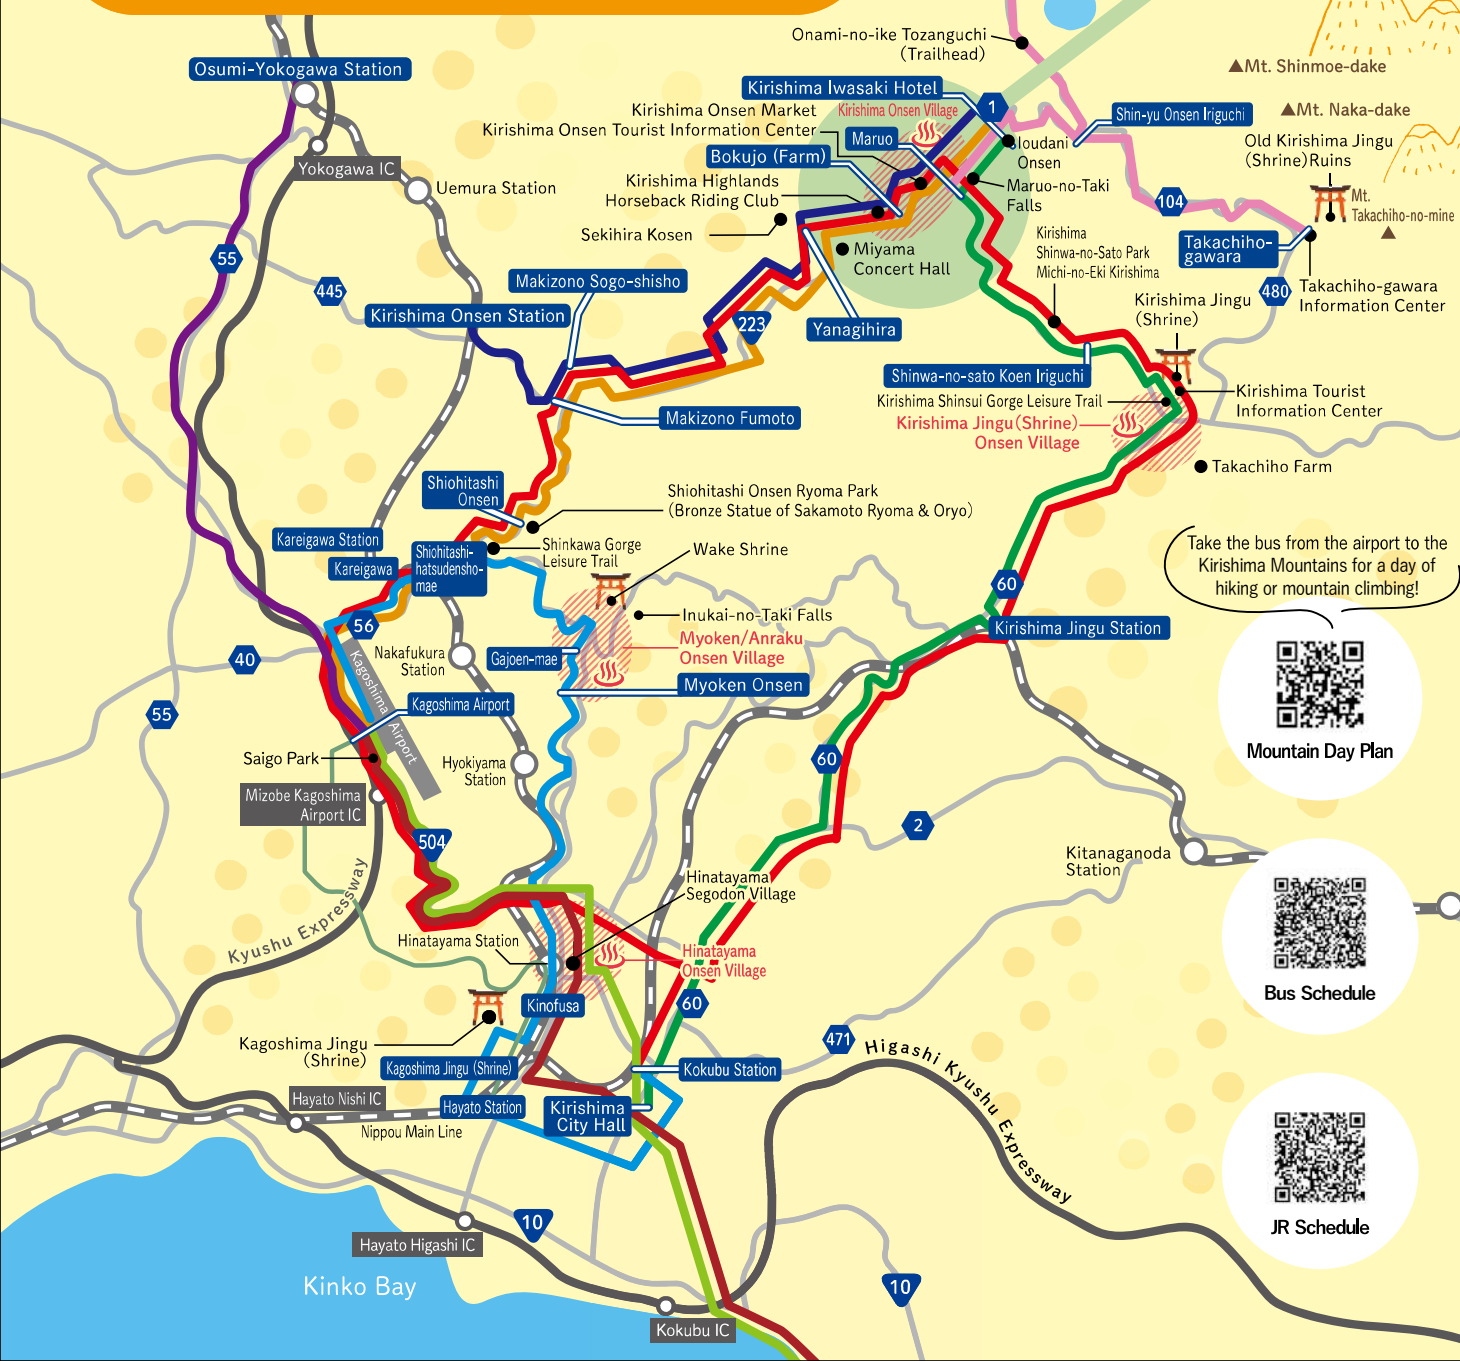 Onami-no-ike Tozanguchi
(Trailhead)
▲Mt. Shinmoe-dake
Osumi-Yokogawa Station
Kirishima Iwasaki Hotel
▲Mt. Naka-dake
Kirishima Onsen Market
Kirishima Onsen Village
1
Shin-yu Onsen Iriguchi
Kirishima Onsen Tourist Information Center
Maruo
Ioudani
Onsen
Old Kirishima Jingu
(Shrine)Ruins
Yokogawa IC
Bokujo (Farm)
Uemura Station
Kirishima Highlands
Horseback Riding Club
Maruo-no-Taki
Falls
104
Mt.
Takachiho-no-mine
▲
Sekihira Kosen
Kirishima
Shinwa-no-Sato Park
Michi-no-Eki Kirishima
Takachiho-
gawara
55
Miyama
Concert Hall
445
Makizono Sogo-shisho
480
Takachiho-gawara
Information Center
Kirishima Jingu
(Shrine)
Kirishima Onsen Station
223
Yanagihira
Shinwa-no-sato Koen Iriguchi
Kirishima Shinsui Gorge Leisure Trail
Kirishima Tourist
Information Center
Makizono Fumoto
Kirishima Jingu(Shrine)
Onsen Village
Takachiho Farm
Shiohitashi
Onsen
Shiohitashi Onsen Ryoma Park
(Bronze Statue of Sakamoto Ryoma & Oryo)
Kareigawa Station
Kareigawa
Shiohitashi-
hatsudensho-
mae
Shinkawa Gorge
Leisure Trail
Wake Shrine
Take the bus from the airport to the
Kirishima Mountains for a day of
hiking or mountain climbing!
60
56
Inukai-no-Taki Falls
Kirishima Jingu Station
40
Nakafukura
Station
Gajoen-mae
Myoken/Anraku
Onsen Village
Kagoshima Airport
Myoken Onsen
55
Kagoshima Airport
Saigo Park
Hyokiyama
Station
60
Mountain Day Plan
Mizobe Kagoshima
Airport IC
504
2
Kitanaganoda
Station
Hinatayama
Segodon Village
Kyushu Expressway
Hinatayama Station
Hinatayama
Onsen Village
Kinofusa
60
Bus Schedule
Kagoshima Jingu
(Shrine)
471
Higashi Kyushu Expressway
Kagoshima Jingu (Shrine)
Kokubu Station
Hayato Nishi IC
Hayato Station
Kirishima
City Hall
Nippou Main Line
10
JR Schedule
Hayato Higashi IC
Kinko Bay
10
Kokubu IC